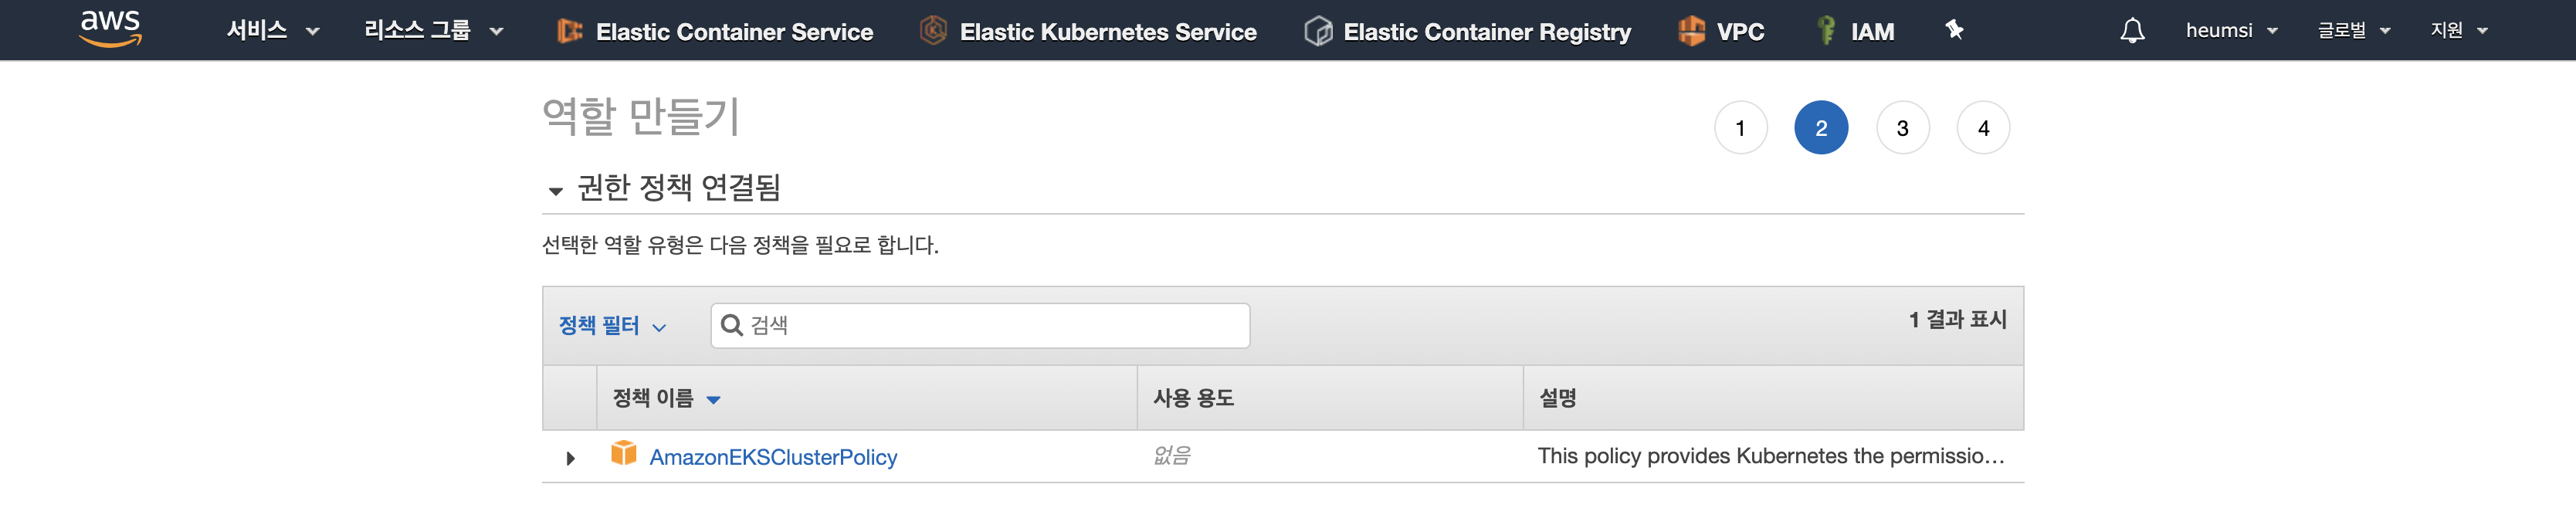 aws 서비스 리소스 그룹 Elastic Container Service Elastic Kubernetes Service Elastic Container Registry VPC IAM heumsi 글로벌 지원
역할 만들기
1 2 3 4
권한 정책 연결됨
선택한 역할 유형은 다음 정책을 필요로 합니다.
정책 필터 검색 1 결과 표시
정책 이름 사용 용도 설명
AmazonEKSClusterPolicy 없음 This policy provides Kubernetes the permissio...